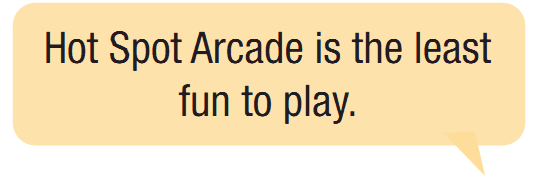 Hot Spot Arcade is the least
fun to play.